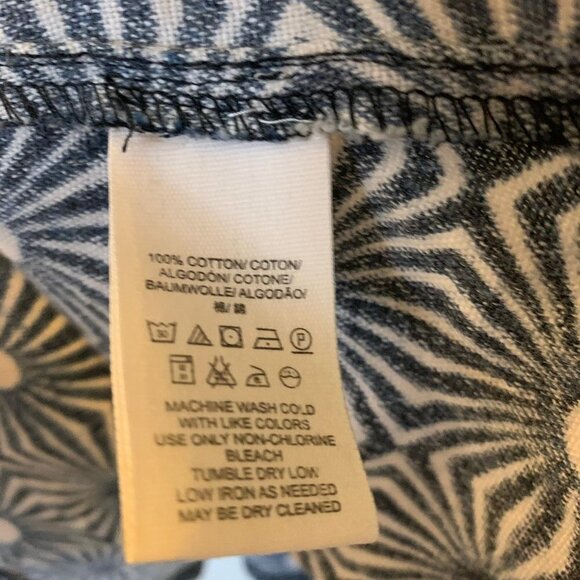 100% COTTON/ COTON/
ALGODÓN/ COTONE/
BAUMWOLLE/ ALGODÃO/
棉/ 綿
30 P
MACHINE WASH COLD
WITH LIKE COLORS
USE ONLY NON-CHLORINE
BLEACH
TUMBLE DRY LOW
LOW IRON AS NEEDED
MAY BE DRY CLEANED